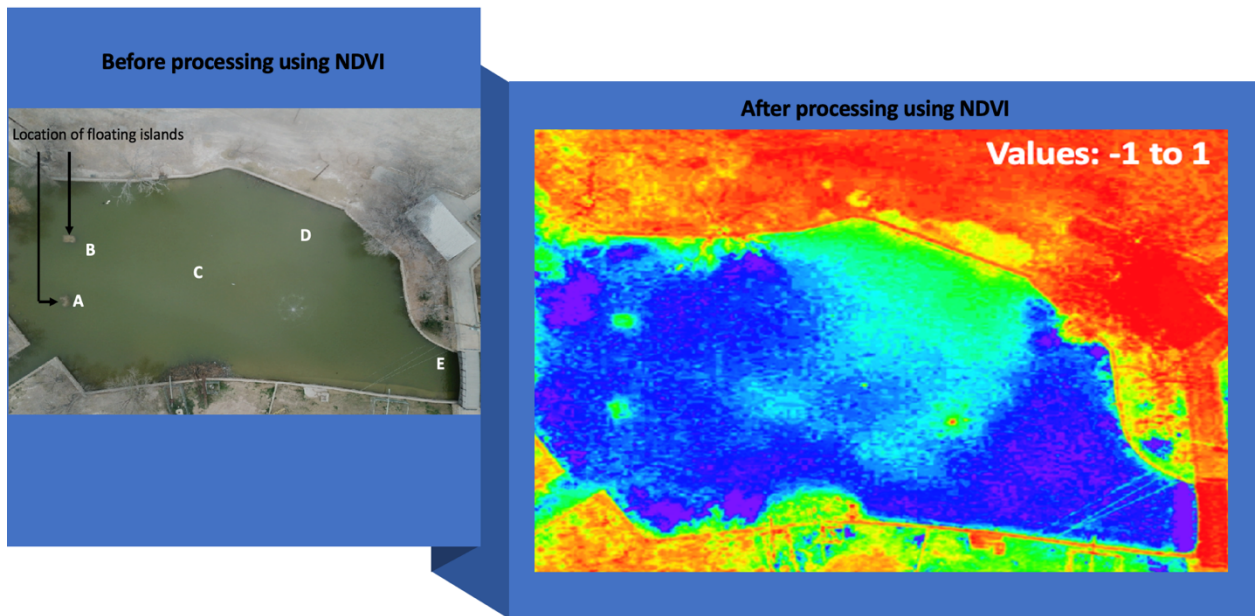 Before processing using NDVI
Location of floating islands
A
B
C
D
E
After processing using NDVI
Values: -1 to 1